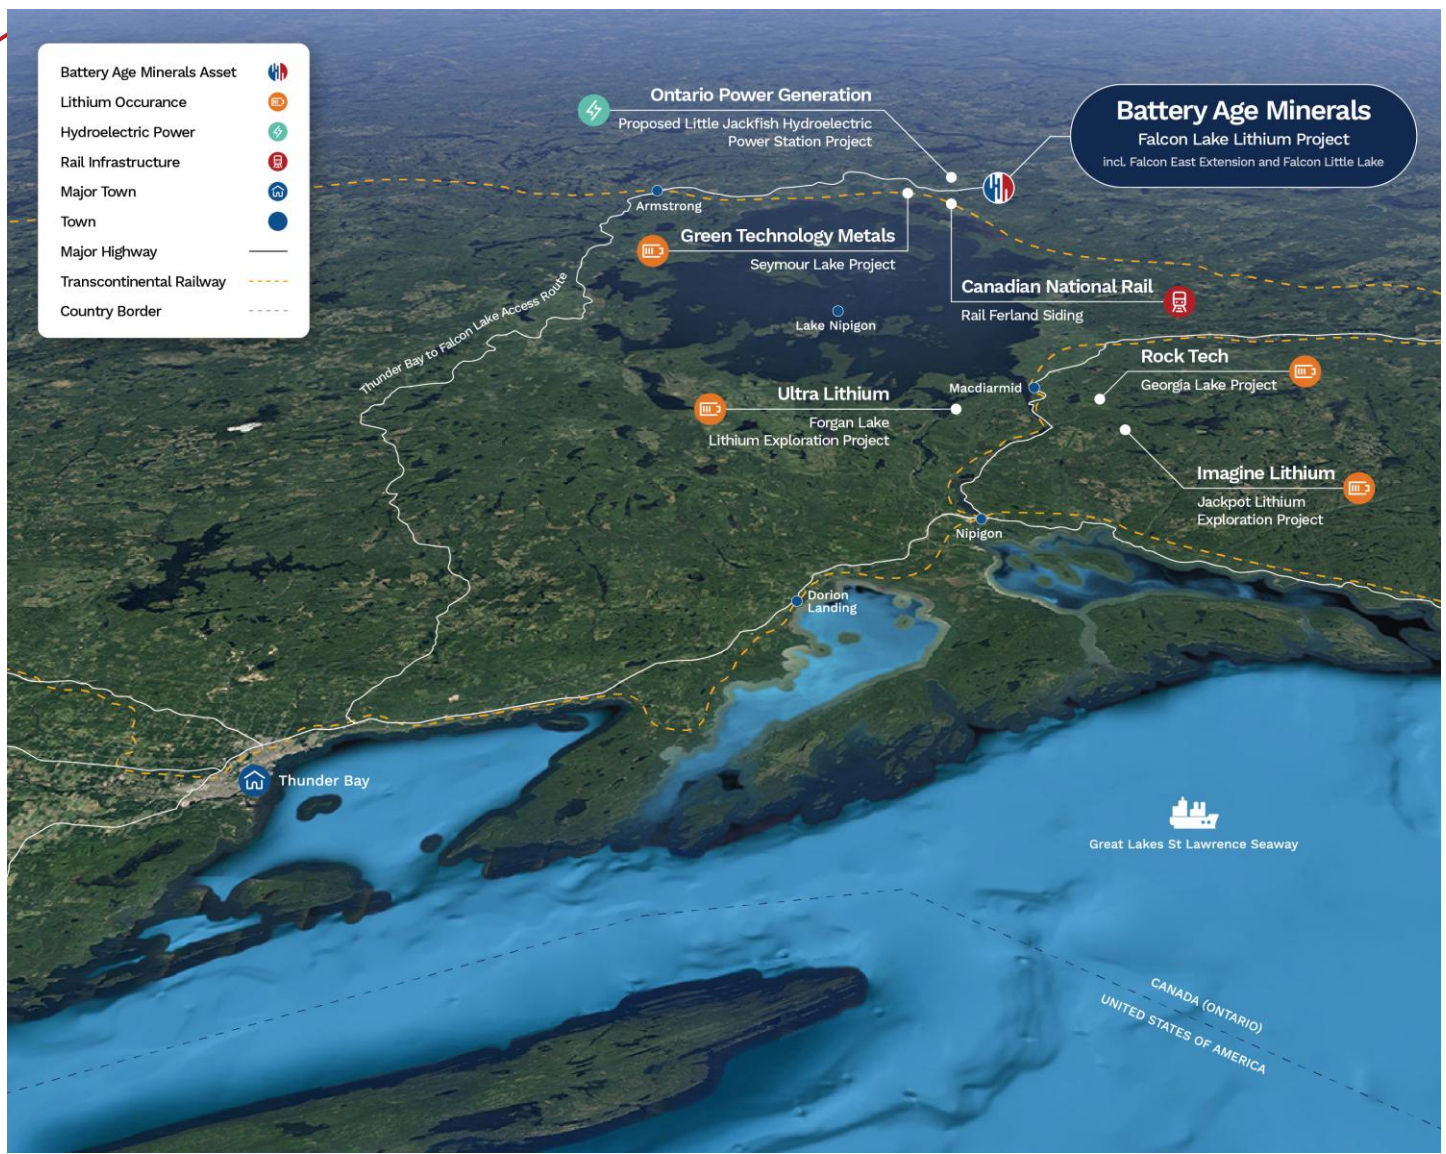 Battery Age Minerals Asset
Lithium Occurance
Hydroelectric Power
Rail Infrastructure
Major Town
Town
Major Highway
Transcontinental Railway
Country Border
Ontario Power Generation
Proposed Little Jackfish Hydroelectric
Power Station Project
Battery Age Minerals
Falcon Lake Lithium Project
incl. Falcon East Extension and Falcon Little Lake
Armstrong
Green Technology Metals
Seymour Lake Project
Canadian National Rail
Rail Ferland Siding
Thunder Bay to Falcon Lake Access Route
Lake Nipigon
Rock Tech
Georgia Lake Project
Macdiarmid
Ultra Lithium
Forgan Lake
Lithium Exploration Project
Imagine Lithium
Jackpot Lithium
Exploration Project
Nipigon
Dorion
Landing
Thunder Bay
Great Lakes St Lawrence Seaway
CANADA (ONTARIO)
UNITED STATES OF AMERICA